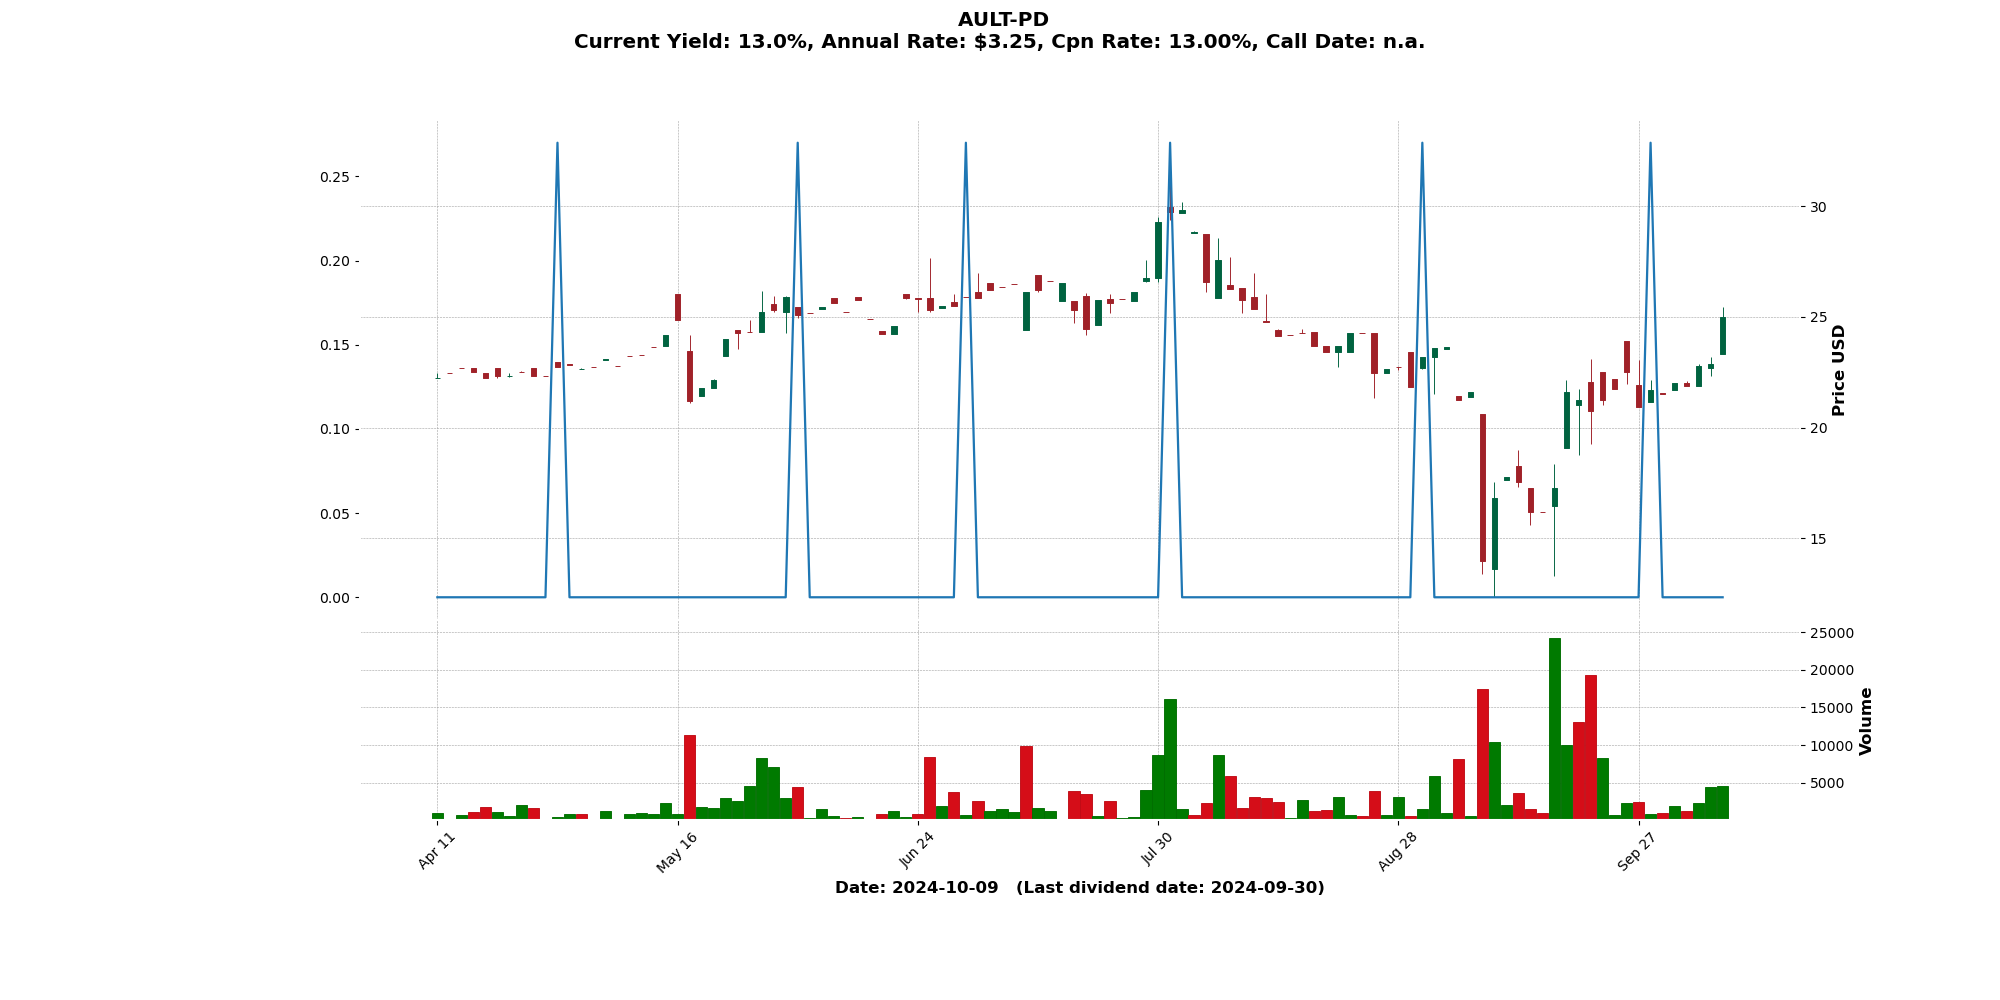 AULT-PD
Current Yield: 13.0%, Annual Rate: $3.25, Cpn Rate: 13.00%, Call Date: n.a.
0.25
0.20
0.15
0.10
0.05
0.00
30
25
20
15
Price USD
25000
20000
15000
10000
5000
Volume
Apr 11
May 16
Jun 24
Jul 30
Aug 28
Sep 27
Date: 2024-10-09 (Last dividend date: 2024-09-30)